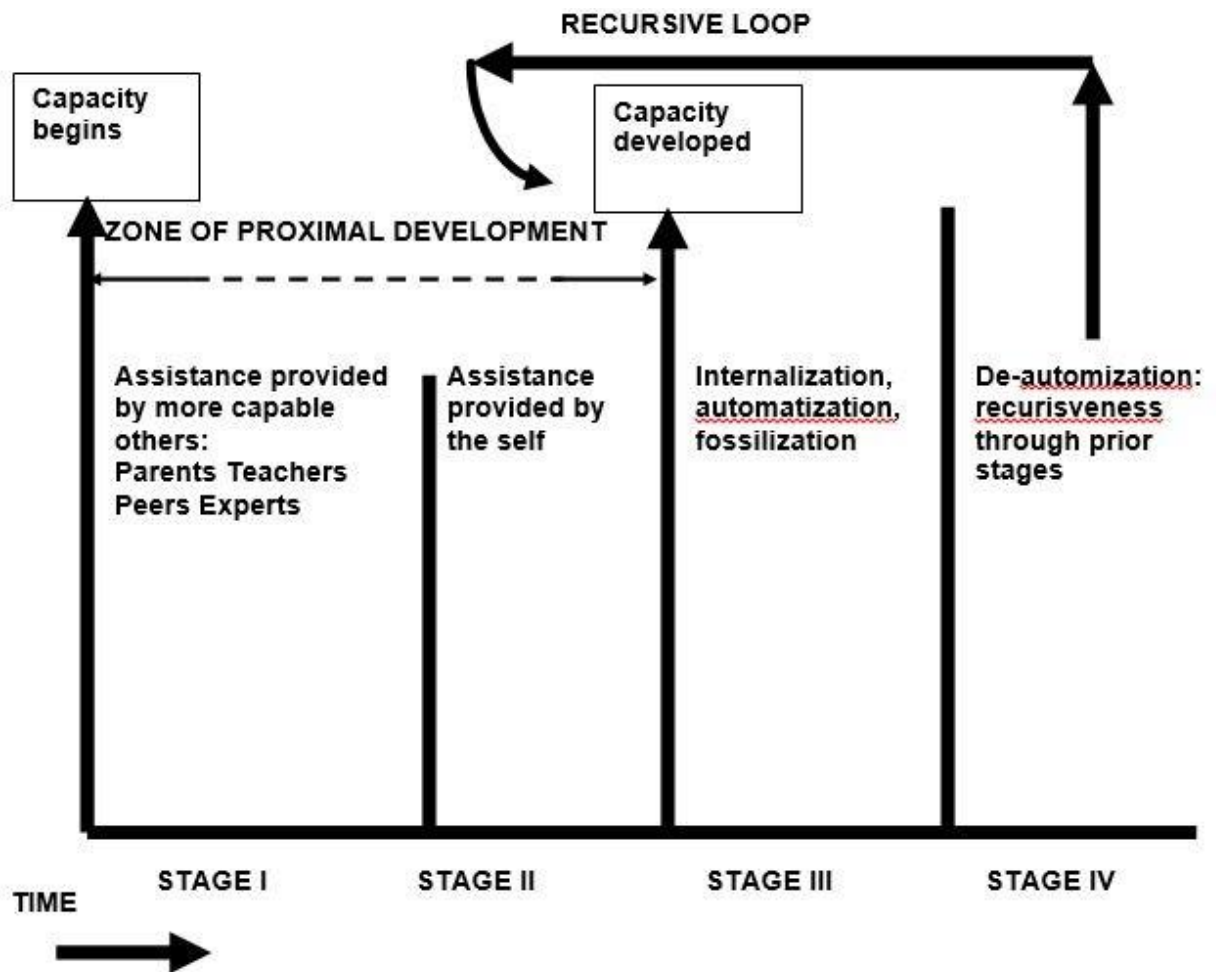 RECURSIVE LOOP
Capacity
begins
Capacity
developed
ZONE OF PROXIMAL DEVELOPMENT
Assistance provided
by more capable
others:
Parents Teachers
Peers Experts
Assistance
provided by
the self
Internalization,
automatization,
fossilization
De-automization:
recurisveness
through prior
stages
STAGE I
STAGE II
STAGE III
STAGE IV
TIME